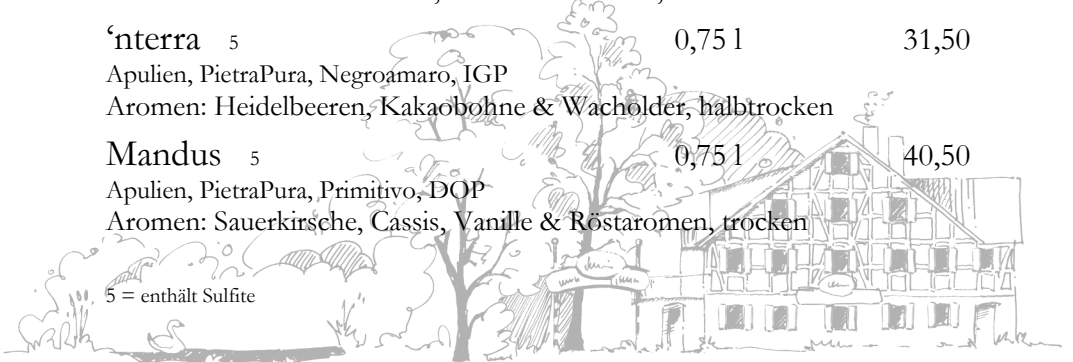 ‘nterra 5 0,75 l 31,50
Apulien, PietraPura, Negroamaro, IGP
Aromen: Heidelbeeren, Kakaobohne & Wacholder, halbtrocken
Mandus 5 0,75 l 40,50
Apulien, PietraPura, Primitivo, DOP
Aromen: Sauerkirsche, Cassis, Vanille & Röstaromen, trocken
5 = enthält Sulfite